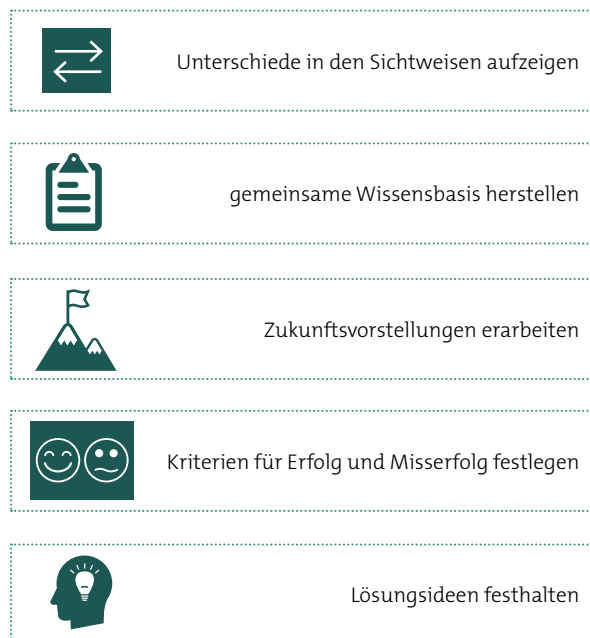 Unterschiede in den Sichtweisen aufzeigen
gemeinsame Wissensbasis herstellen
Zukunftsvorstellungen erarbeiten
Kriterien für Erfolg und Misserfolg festlegen
Lösungsideen festhalten